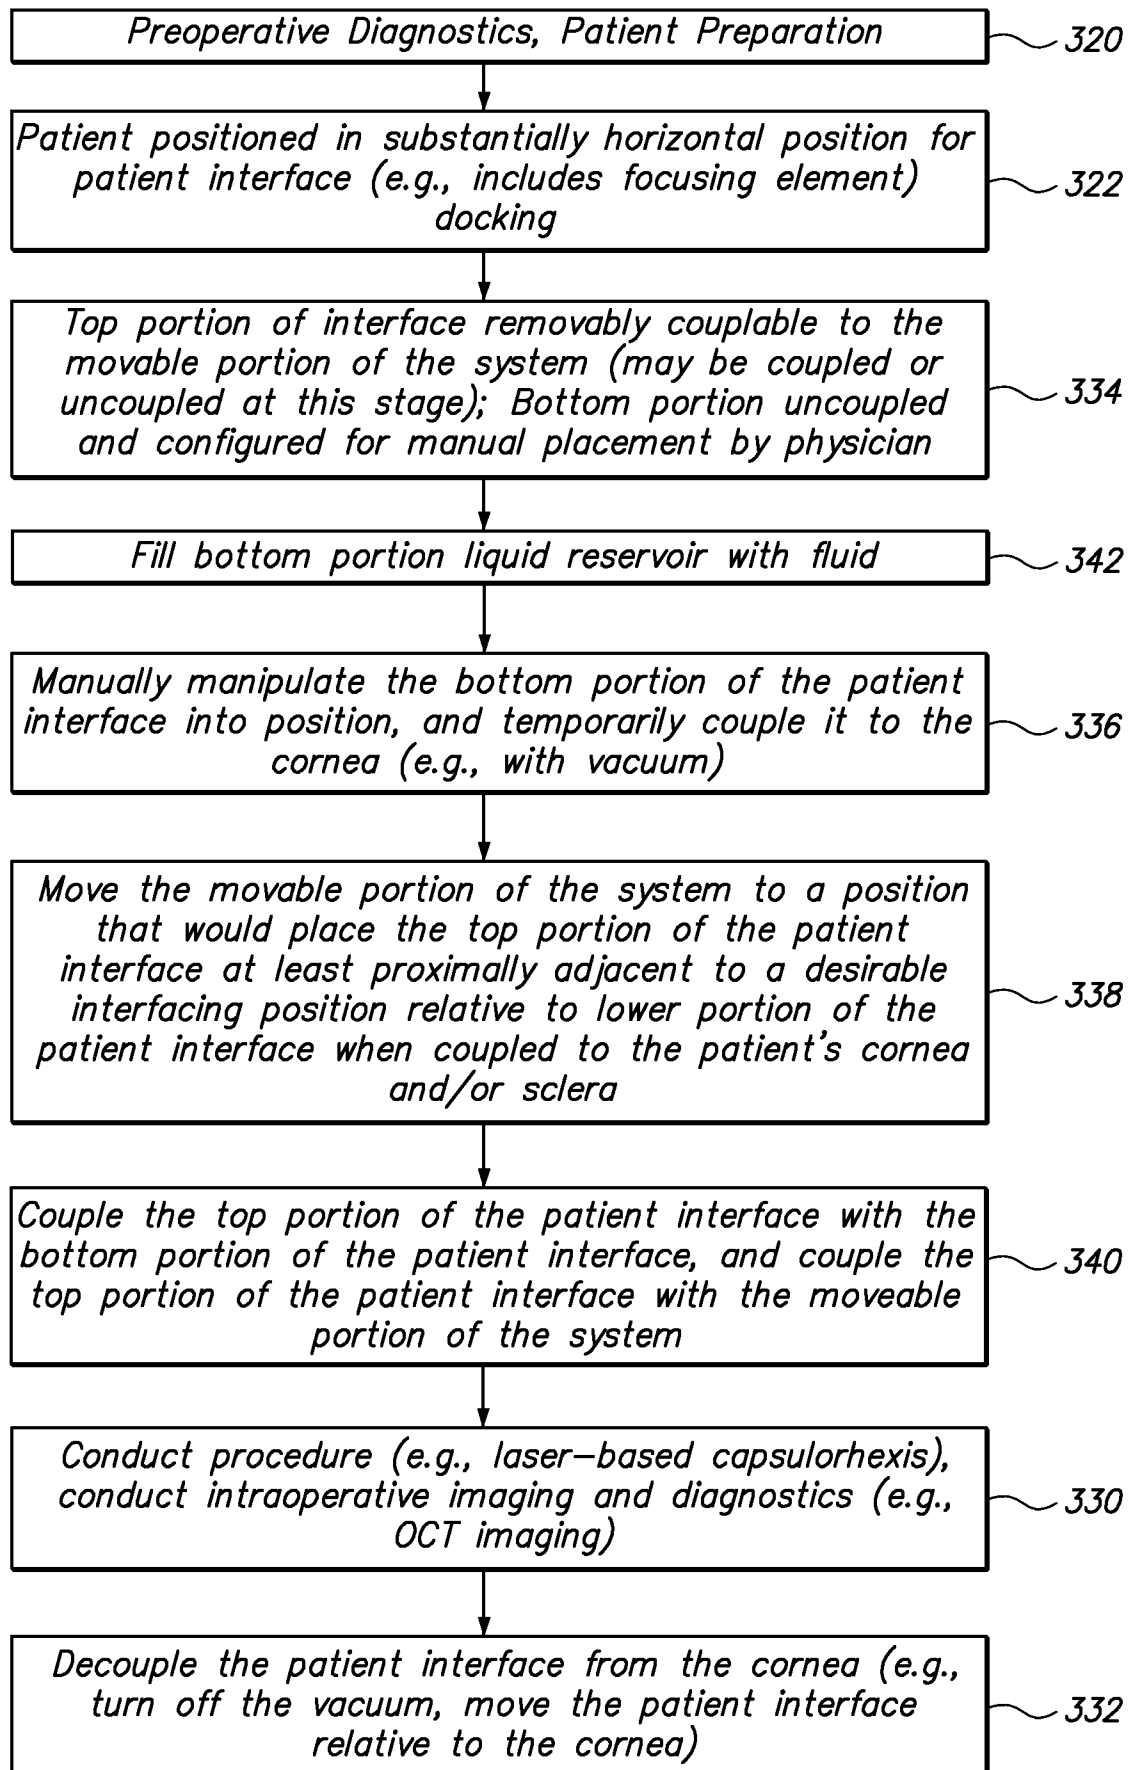 Preoperative Diagnostics, Patient Preparation
320
Patient positioned in substantially horizontal position for
patient interface (e.g., includes focusing element)
docking
322
Top portion of interface removably couplable to the
movable portion of the system (may be coupled or
uncoupled at this stage); Bottom portion uncoupled
and configured for manual placement by physician
334
Fill bottom portion liquid reservoir with fluid
342
Manually manipulate the bottom portion of the patient
interface into position, and temporarily couple it to the
cornea (e.g., with vacuum)
336
Move the movable portion of the system to a position
that would place the top portion of the patient
interface at least proximally adjacent to a desirable
interfacing position relative to lower portion of the
patient interface when coupled to the patient's cornea
and/or sclera
338
Couple the top portion of the patient interface with the
bottom portion of the patient interface, and couple the
top portion of the patient interface with the moveable
portion of the system
340
Conduct procedure (e.g., laser-based capsulorhexis),
conduct intraoperative imaging and diagnostics (e.g.,
OCT imaging)
330
Decouple the patient interface from the cornea (e.g.,
turn off the vacuum, move the patient interface
relative to the cornea)
332